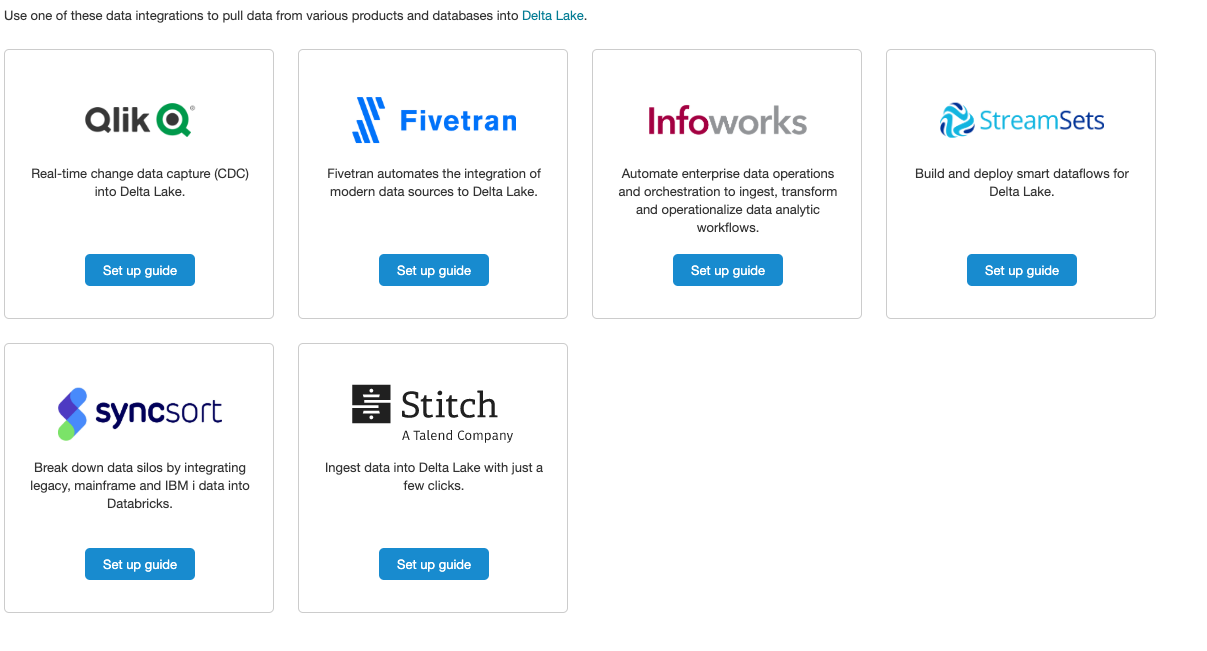 Use one of these data integrations to pull data from various products and databases into Delta Lake.
Qlik
Real-time change data capture (CDC)
into Delta Lake.
Set up guide
Fivetran
Fivetran automates the integration of
modern data sources to Delta Lake.
Set up guide
Infoworks
Automate enterprise data operations
and orchestration to ingest, transform
and operationalize data analytic
workflows.
Set up guide
StreamSets
Build and deploy smart dataflows for
Delta Lake.
Set up guide
syncsort
Break down data silos by integrating
legacy, mainframe and IBM i data into
Databricks.
Set up guide
Stitch
A Talend Company
Ingest data into Delta Lake with just a
few clicks.
Set up guide